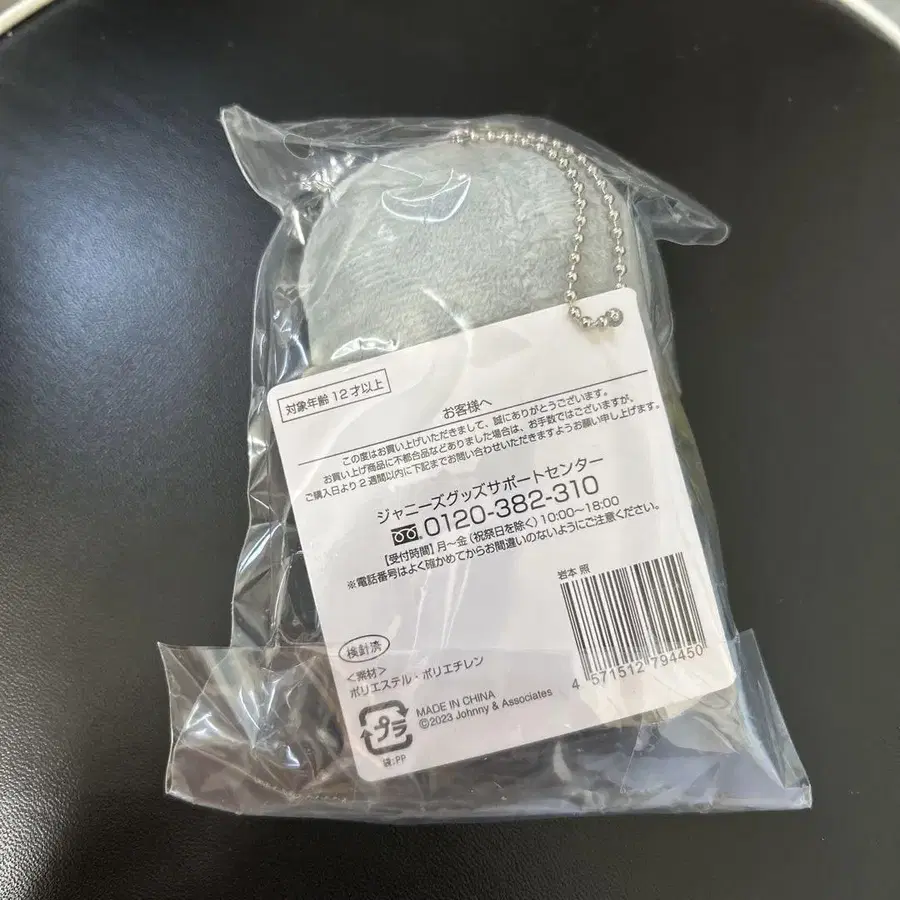 対象年齢12才以上
お客様へ
この度はお買い上げいただきまして、誠にありがとうございます。
お買い上げ商品に不都合品などありました場合は、お手数ではございますが、
ご購入日より2週間以内に下記までお問い合わせいただきますようお願い申し上げます。
ジャニーズグッズサポートセンター
0120-382-310
【受付時間】月〜金(祝祭日を除く)10:00〜18:00
※電話番号はよく確かめてからお間違いのないようにご注意ください。
岩本 照
4 571512 794450
検針済
<素材>
ポリエステル・ポリエチレン
プラ
袋:PP
MADE IN CHINA
©2023 Johnny & Associates